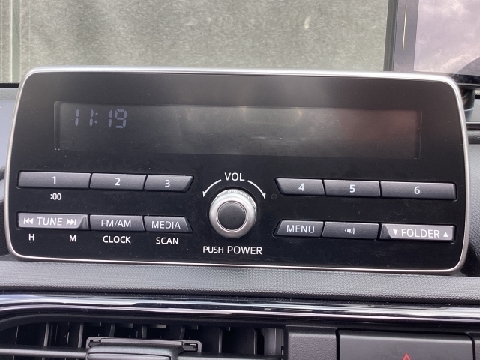 11:19
VOL
1 2 3 4 5 6
:00
TUNE FM/AM MEDIA MENU FOLDER
H M CLOCK SCAN PUSH POWER